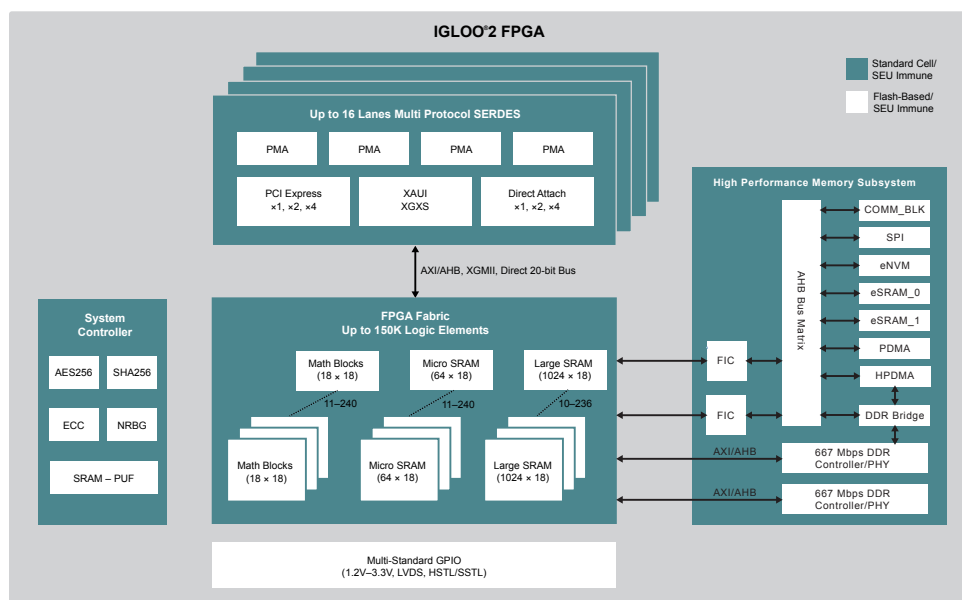 IGLOO®2 FPGA
Standard Cell/
SEU Immune
Flash-Based/
SEU Immune
Up to 16 Lanes Multi Protocol SERDES
PMA
PMA
PMA
PMA
PCI Express
×1, ×2, ×4
XAUI
XGXS
Direct Attach
×1, ×2, ×4
AXI/AHB, XGMII, Direct 20-bit Bus
System
Controller
AES256
SHA256
ECC
NRBG
SRAM – PUF
FPGA Fabric
Up to 150K Logic Elements
Math Blocks
(18 × 18)
Micro SRAM
(64 × 18)
Large SRAM
(1024 × 18)
11–240
11–240
10–236
Math Blocks
(18 × 18)
Micro SRAM
(64 × 18)
Large SRAM
(1024 × 18)
Multi-Standard GPIO
(1.2V–3.3V, LVDS, HSTL/SSTL)
High Performance Memory Subsystem
FIC
FIC
AHB Bus Matrix
COMM_BLK
SPI
eNVM
eSRAM_0
eSRAM_1
PDMA
HPDMA
DDR Bridge
AXI/AHB
667 Mbps DDR
Controller/PHY
AXI/AHB
667 Mbps DDR
Controller/PHY